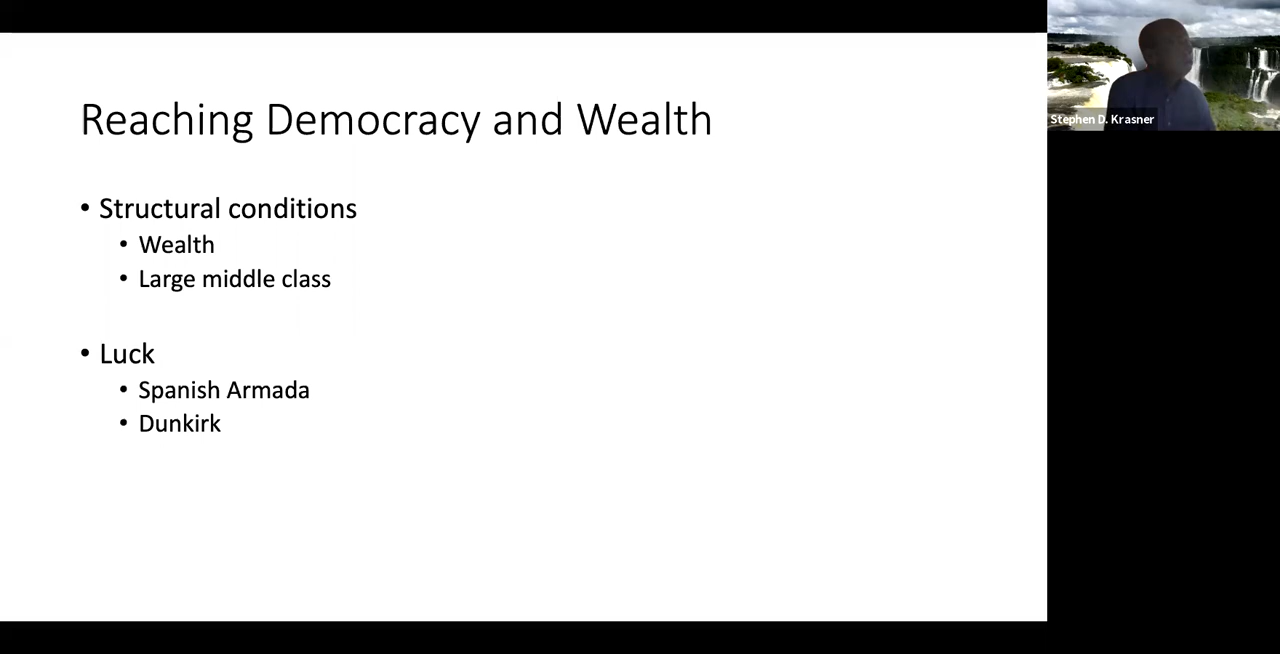 Reaching Democracy and Wealth
• Structural conditions
• Wealth
• Large middle class
• Luck
• Spanish Armada
• Dunkirk
Stephen D. Krasner